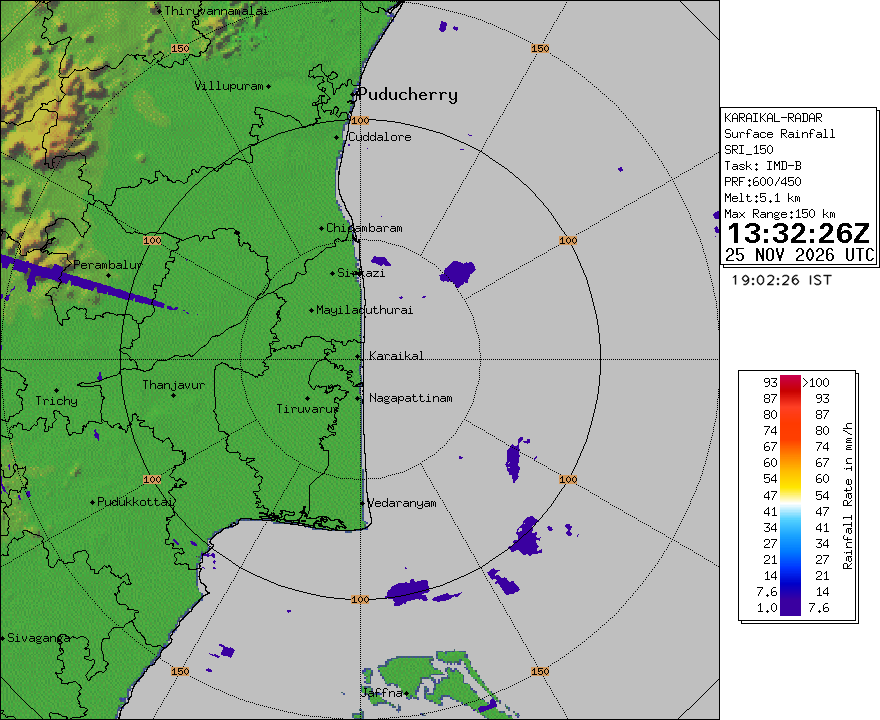 Thiruvannamalai
150
150
Villupuram
Puducherry
100
Cuddalore
KARAIKAL-RADAR
Surface Rainfall
SRI_150
Task: IMD-B
PRF:600/450
Melt:5.1 km
Max Range:150 km
13:32:26Z
25 NOV 2026 UTC
19:02:26 IST
Chidambaram
100
100
Perambalur
Sirkazi
Mayiladuthurai
Karaikal
Thanjavur
Trichy
Tiruvarur
Nagapattinam
93 >100
87 93
80 87
74 80
67 74
60 67
54 60
47 54
41 47
34 41
27 34
21 27
14 21
7.6 14
1.0 7.6
Rainfall Rate in mm/h
100
100
Pudukkottai
Vedaranyam
100
Sivaganga
150
150
Jaffna